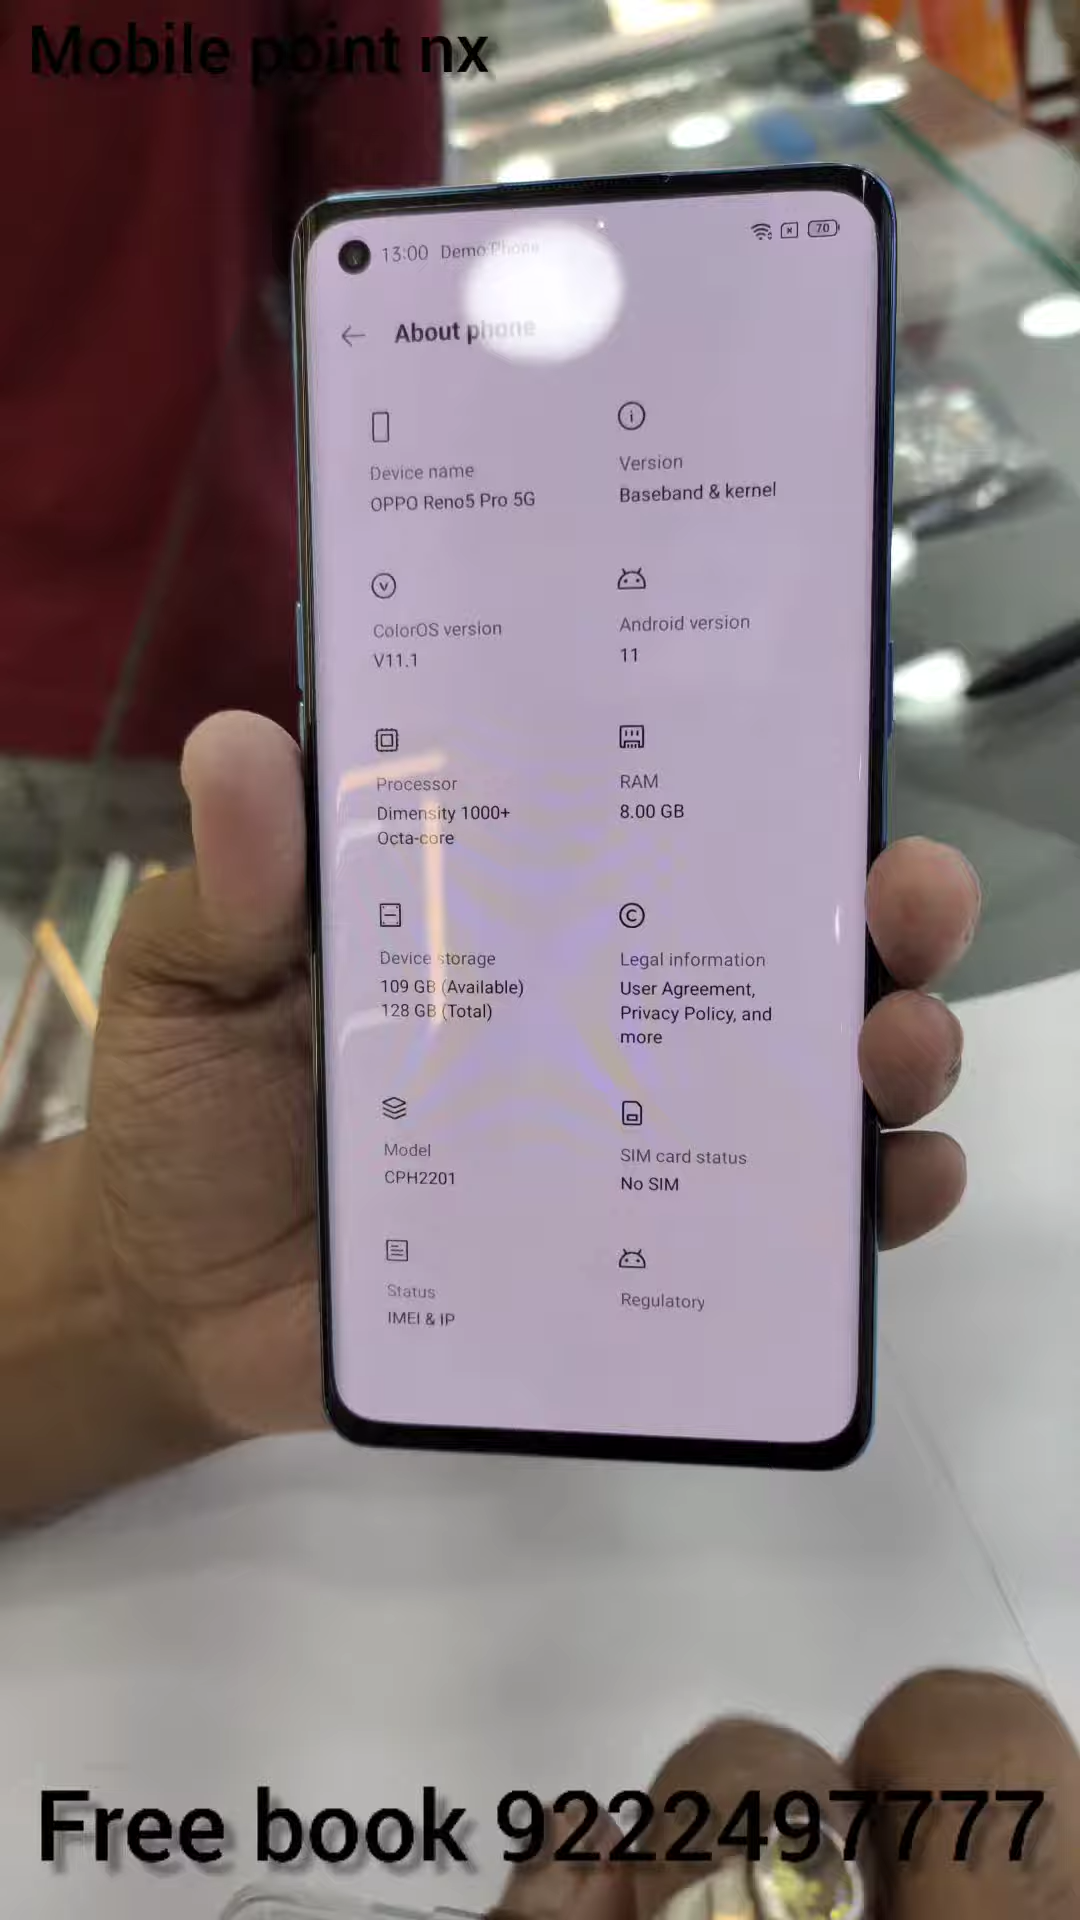 Mobile point nx
13:00 Demo Phone 70
About phone
Device name
OPPO Reno5 Pro 5G
Version
Baseband & kernel
ColorOS version
V11.1
Android version
11
Processor
Dimensity 1000+
Octa-core
RAM
8.00 GB
Device storage
109 GB (Available)
128 GB (Total)
Legal information
User Agreement,
Privacy Policy, and
more
Model
CPH2201
SIM card status
No SIM
Status
IMEI & IP
Regulatory
Free book 9222497777